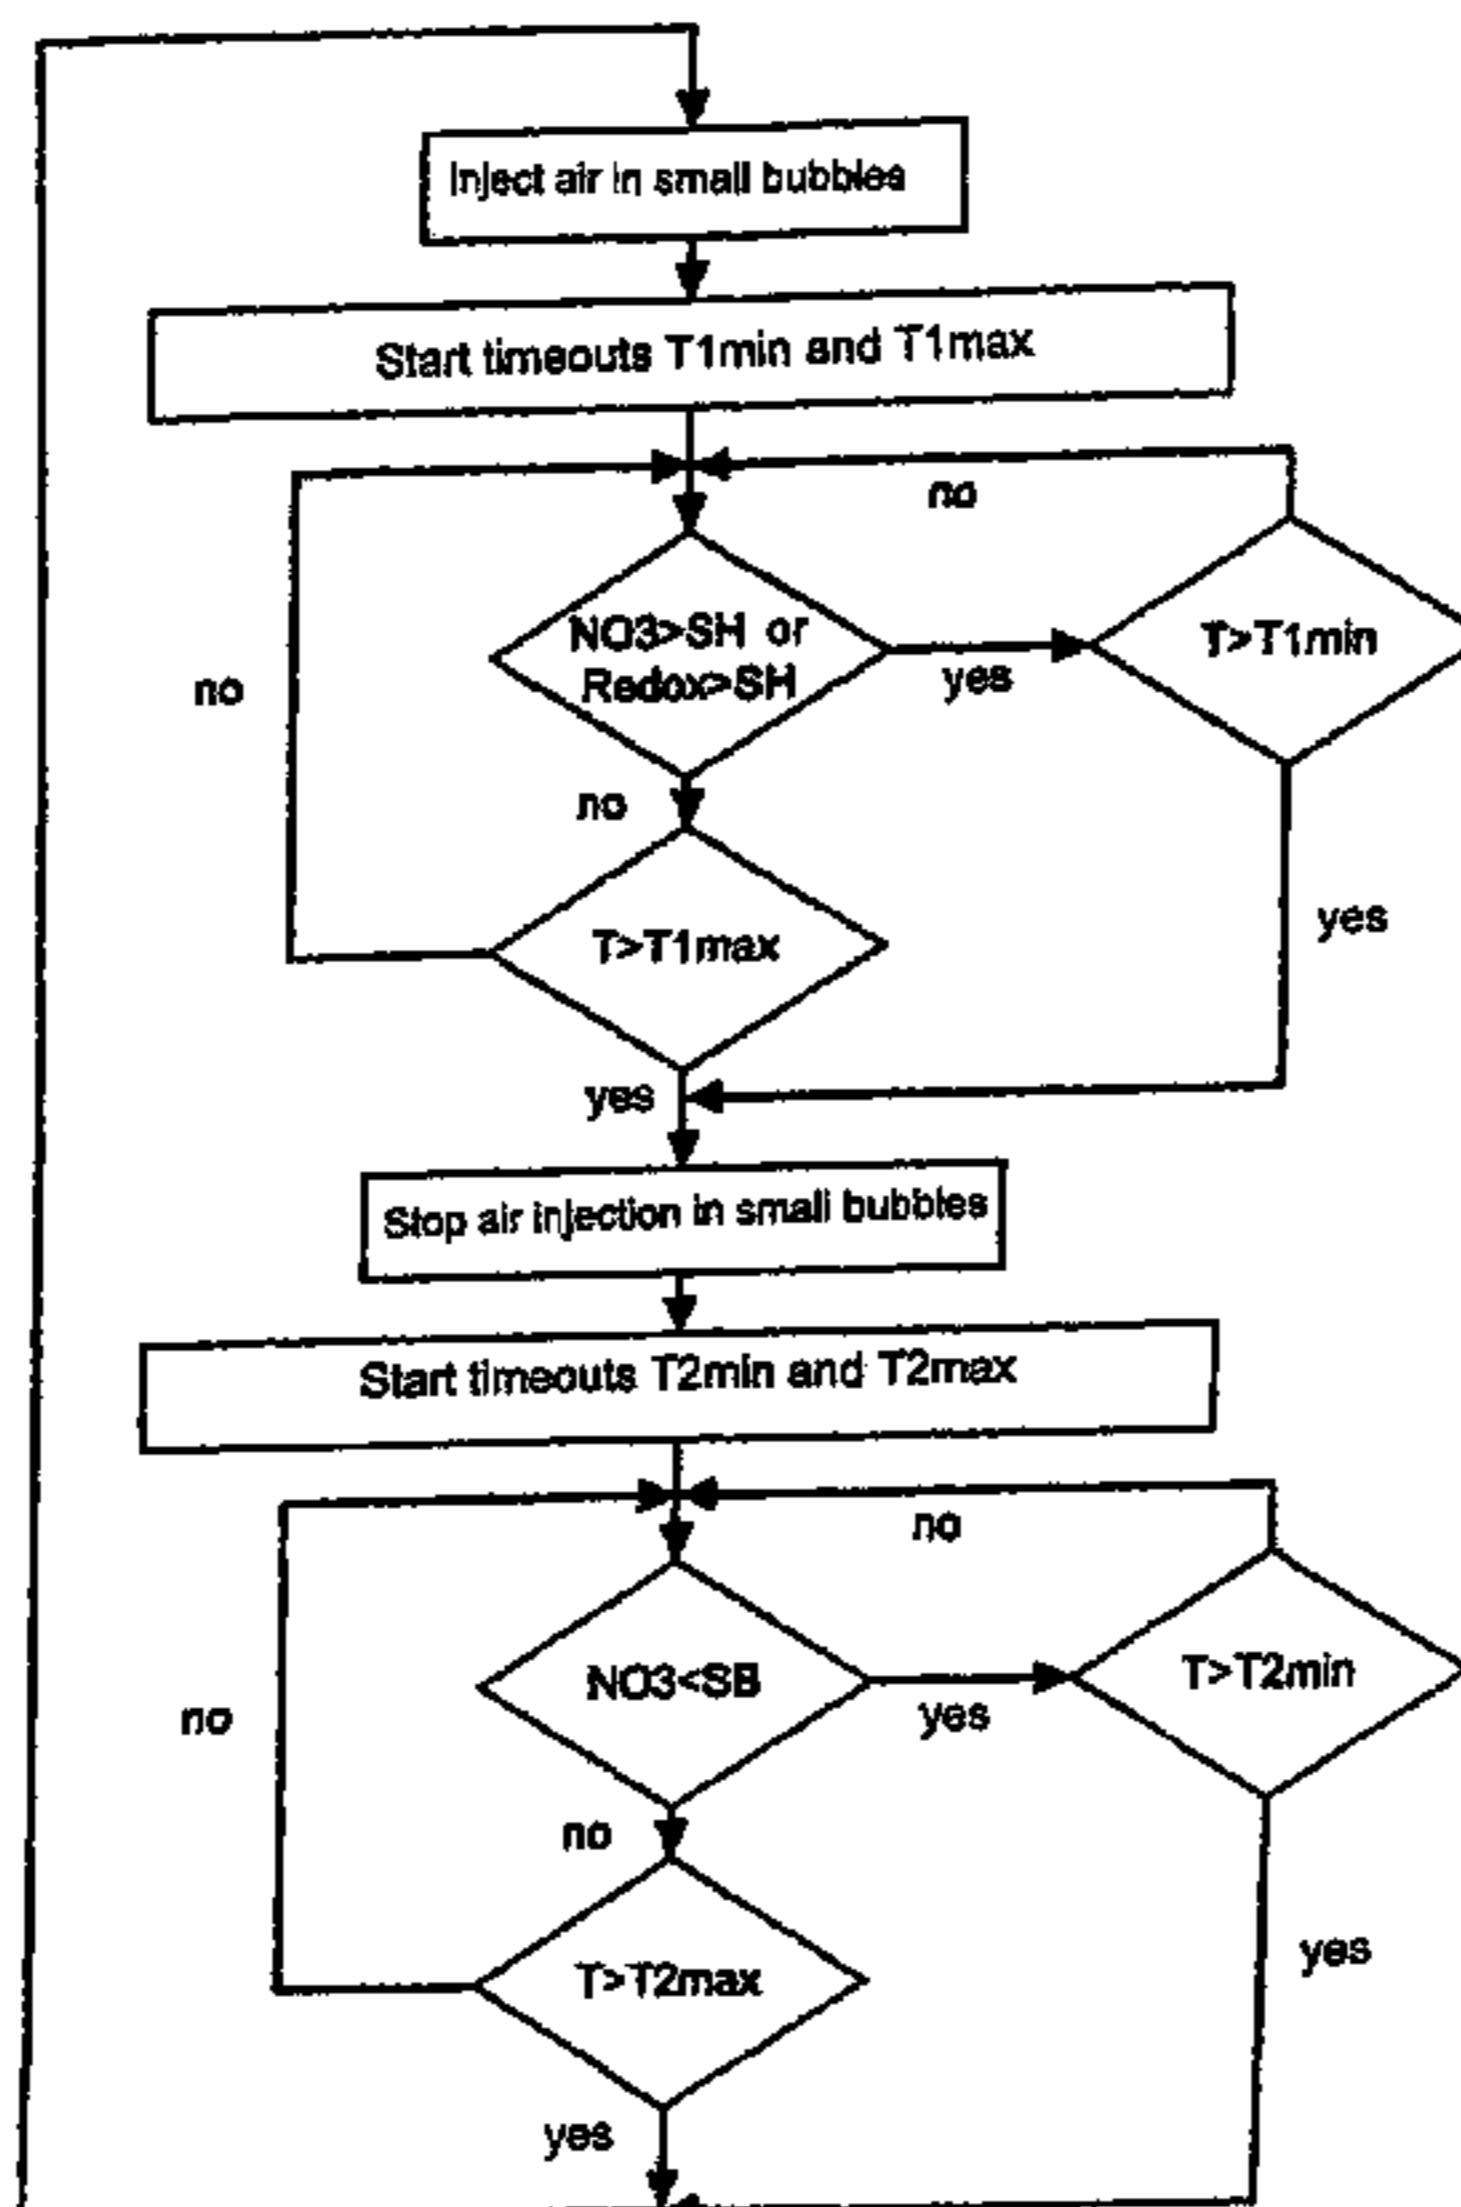 Inject air in small bubbles
Start timeouts T1min and T1max
no
NO3>SH or
Redox>SH
yes
T>T1min
no
no
T>T1max
yes
yes
Stop air injection in small bubbles
Start timeouts T2min and T2max
no
NO3<SB
yes
T>T2min
no
no
T>T2max
yes
yes